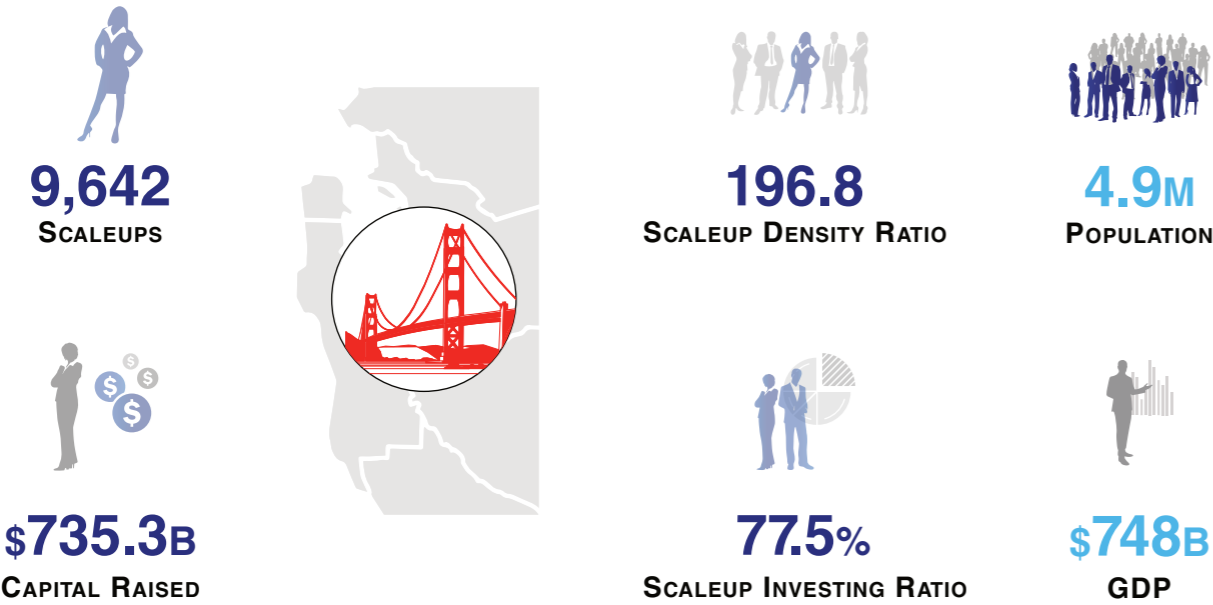 9,642
SCALEUPS
196.8
SCALEUP DENSITY RATIO
4.9M
POPULATION
$ $ $ $ $
$735.3B
CAPITAL RAISED
77.5%
SCALEUP INVESTING RATIO
$748B
GDP